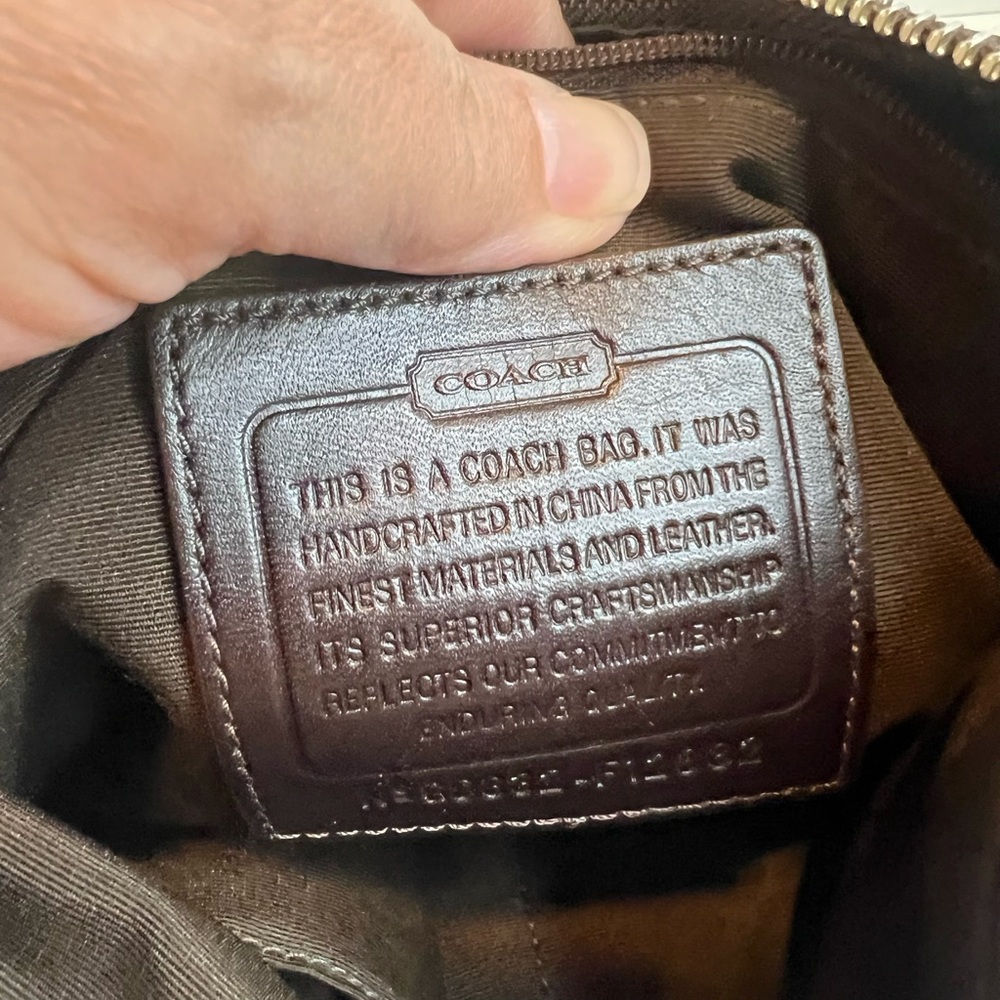 COACH
THIS IS A COACH BAG. IT WAS
HANDCRAFTED IN CHINA FROM THE
FINEST MATERIALS AND LEATHER.
ITS SUPERIOR CRAFTSMANSHIP
REFLECTS OUR COMMITMENT TO
ENDURING QUALITY.